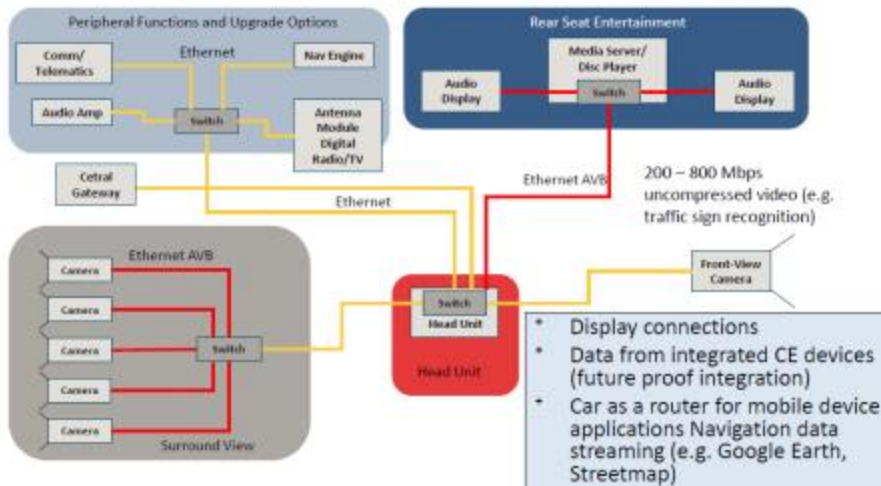 Peripheral Functions and Upgrade Options
Ethernet
Comm/
Telematics
Nav Engine
Audio Amp
Switch
Antenna
Module
Digital
Radio/TV
Rear Seat Entertainment
Media Server/
Disc Player
Audio
Display
Switch
Audio
Display
Cetral
Gateway
Ethernet
Ethernet AVB
200 – 800 Mbps
uncompressed video (e.g.
traffic sign recognition)
Ethernet AVB
Camera
Camera
Camera
Camera
Camera
Switch
Surround View
Switch
Head Unit
Head Unit
Front-View
Camera
* Display connections
* Data from integrated CE devices
(future proof integration)
* Car as a router for mobile device
applications Navigation data
streaming (e.g. Google Earth,
Streetmap)